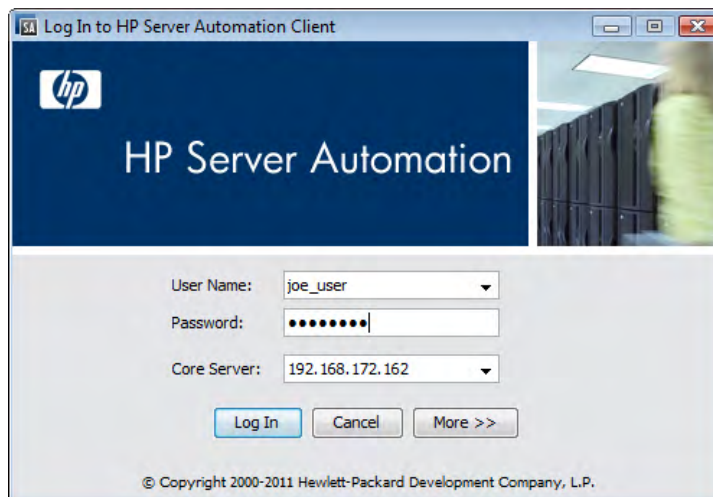 SA Log In to HP Server Automation Client
hp
HP Server Automation
User Name: joe_user
Password: ●●●●●●●●
Core Server: 192.168.172.162
Log In Cancel More >>
© Copyright 2000-2011 Hewlett-Packard Development Company, L.P.